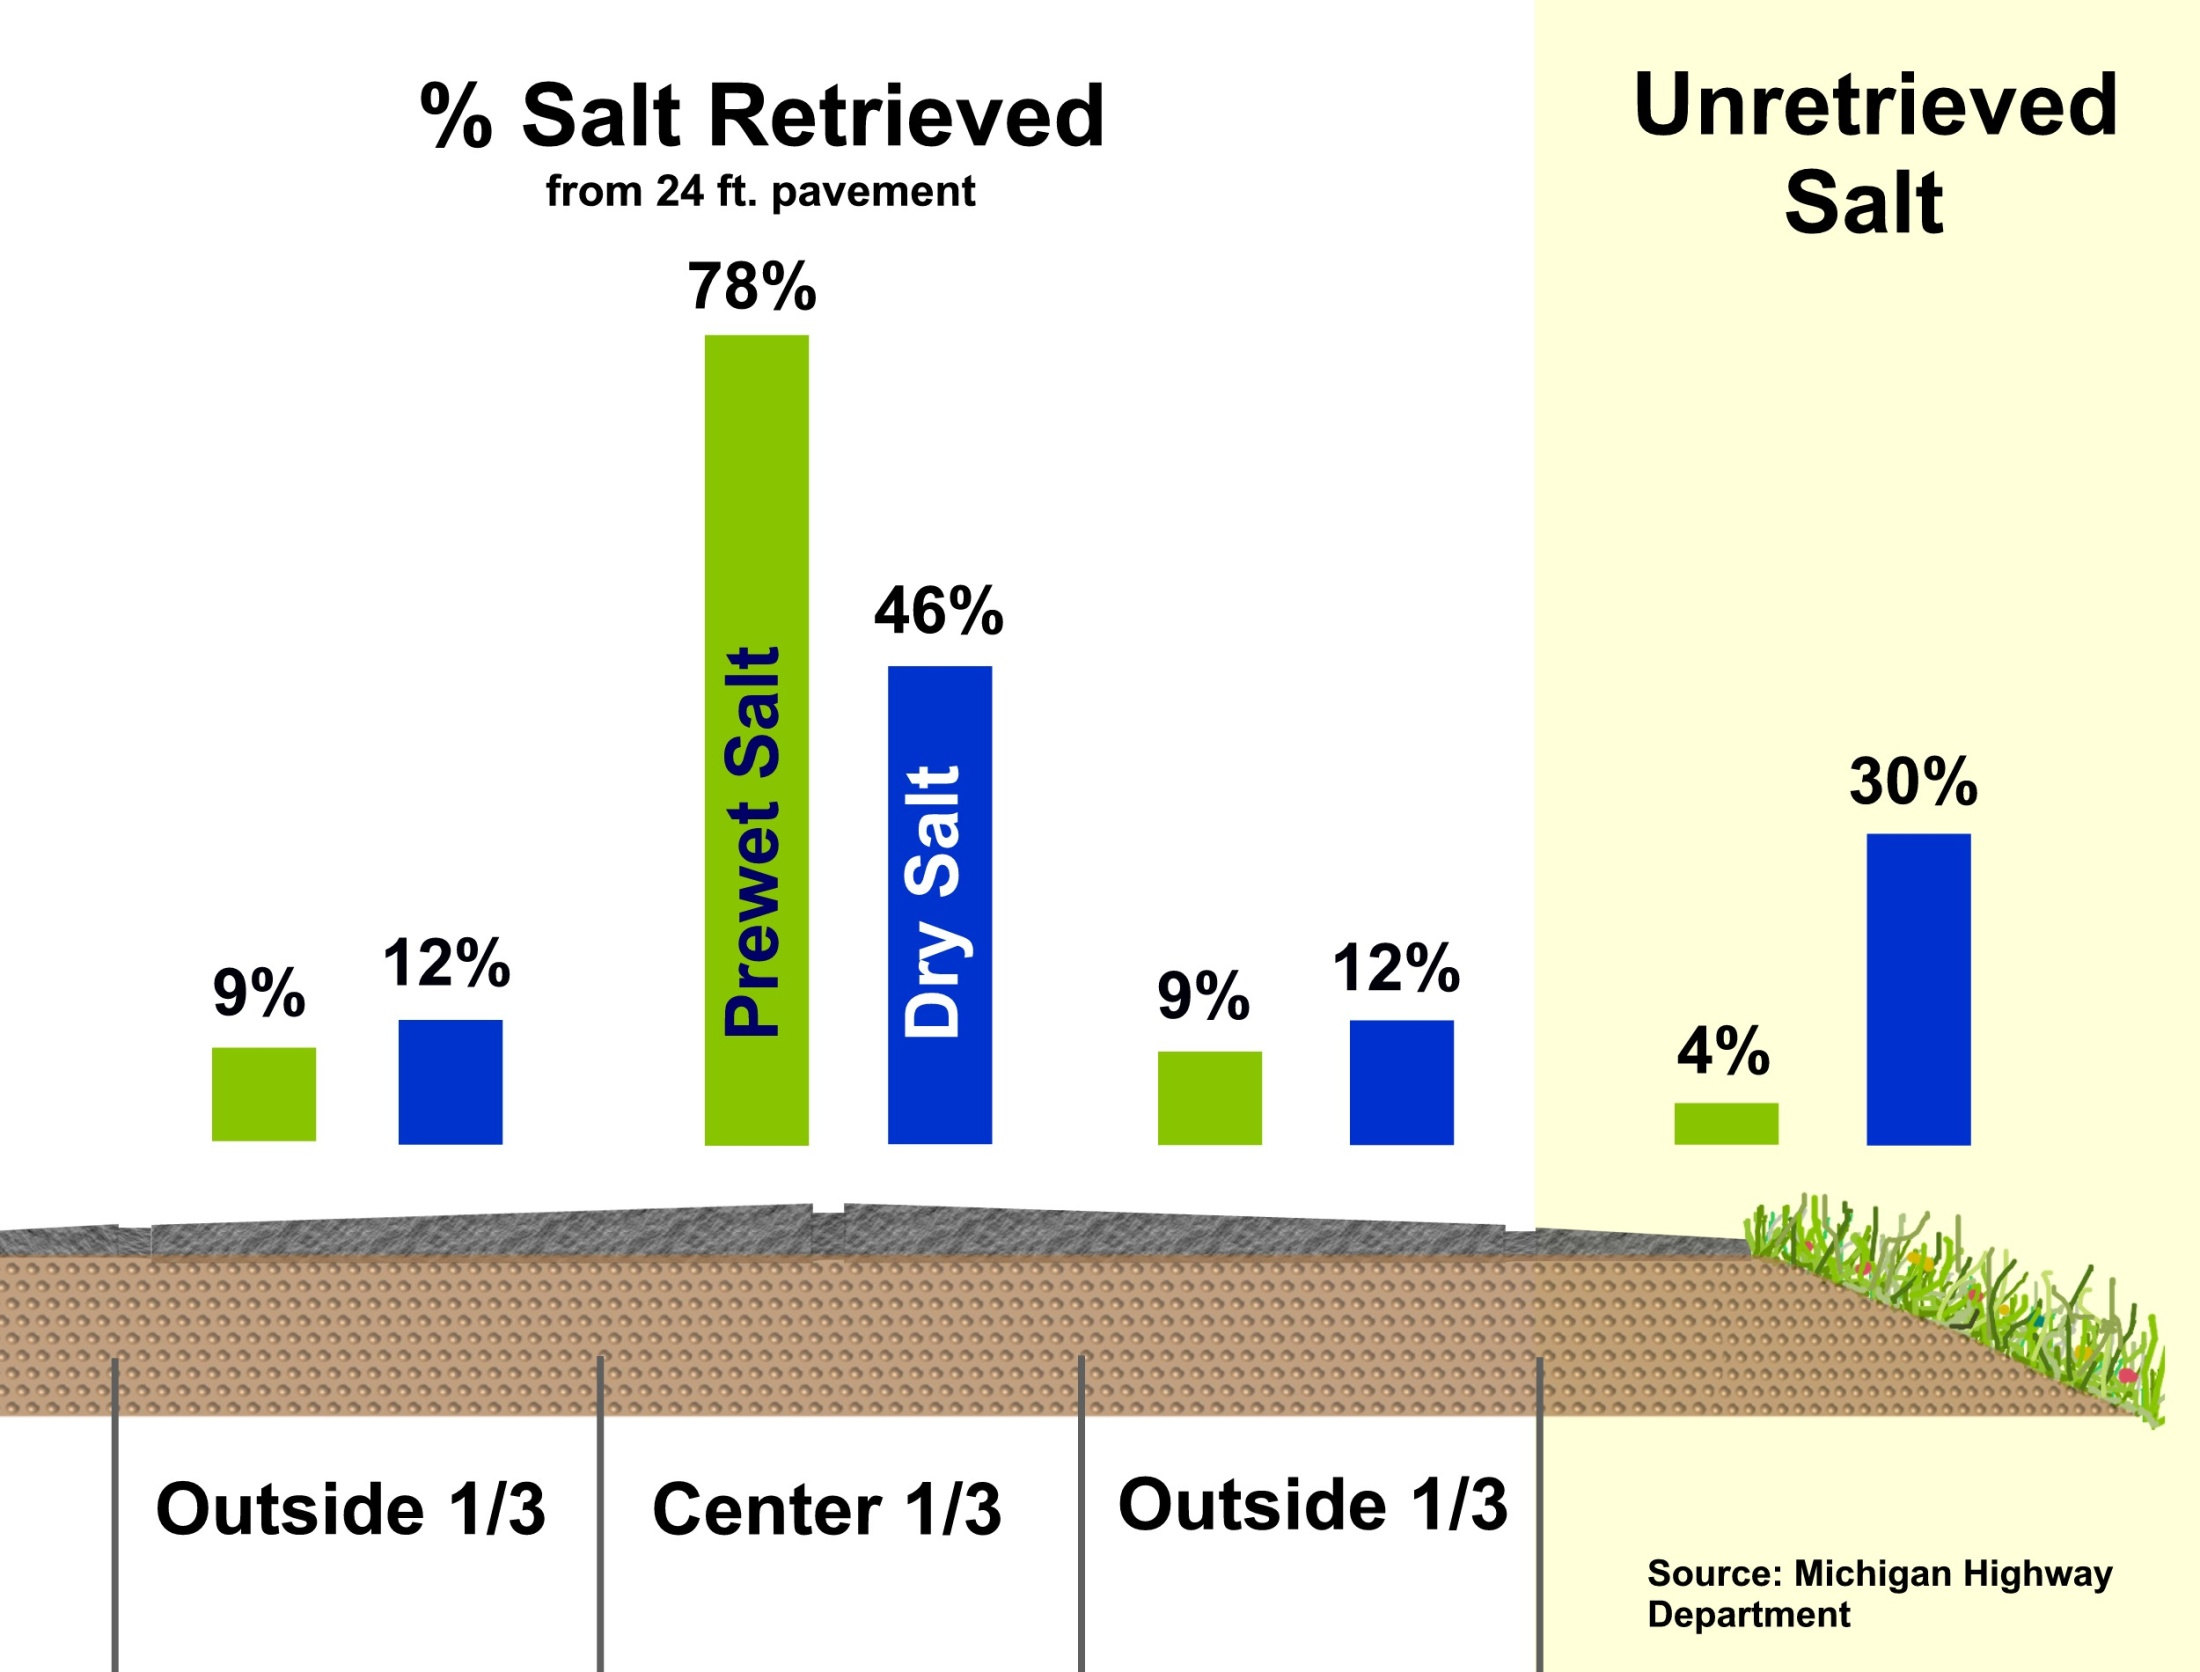 % Salt Retrieved
from 24 ft. pavement
Unretrieved
Salt
78%
46%
30%
9%
12%
9%
12%
4%
Prewet Salt
Dry Salt
Outside 1/3
Center 1/3
Outside 1/3
Source: Michigan Highway
Department